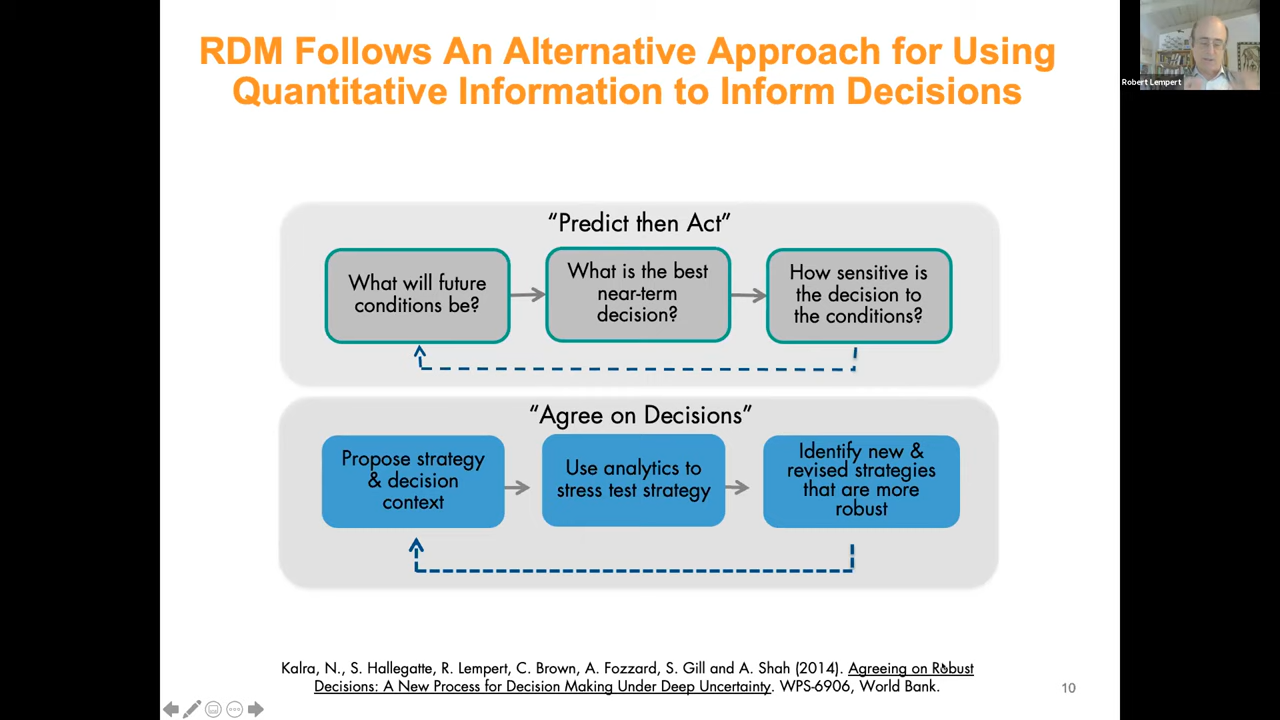 RDM Follows An Alternative Approach for Using
Quantitative Information to Inform Decisions
Robert Lempert
“Predict then Act”
What will future
conditions be?
What is the best
near-term
decision?
How sensitive is
the decision to
the conditions?
“Agree on Decisions”
Propose strategy
& decision
context
Use analytics to
stress test strategy
Identify new &
revised strategies
that are more
robust
Kalra, N., S. Hallegatte, R. Lempert, C. Brown, A. Fozzard, S. Gill and A. Shah (2014). Agreeing on Robust
Decisions: A New Process for Decision Making Under Deep Uncertainty. WPS-6906, World Bank.
10